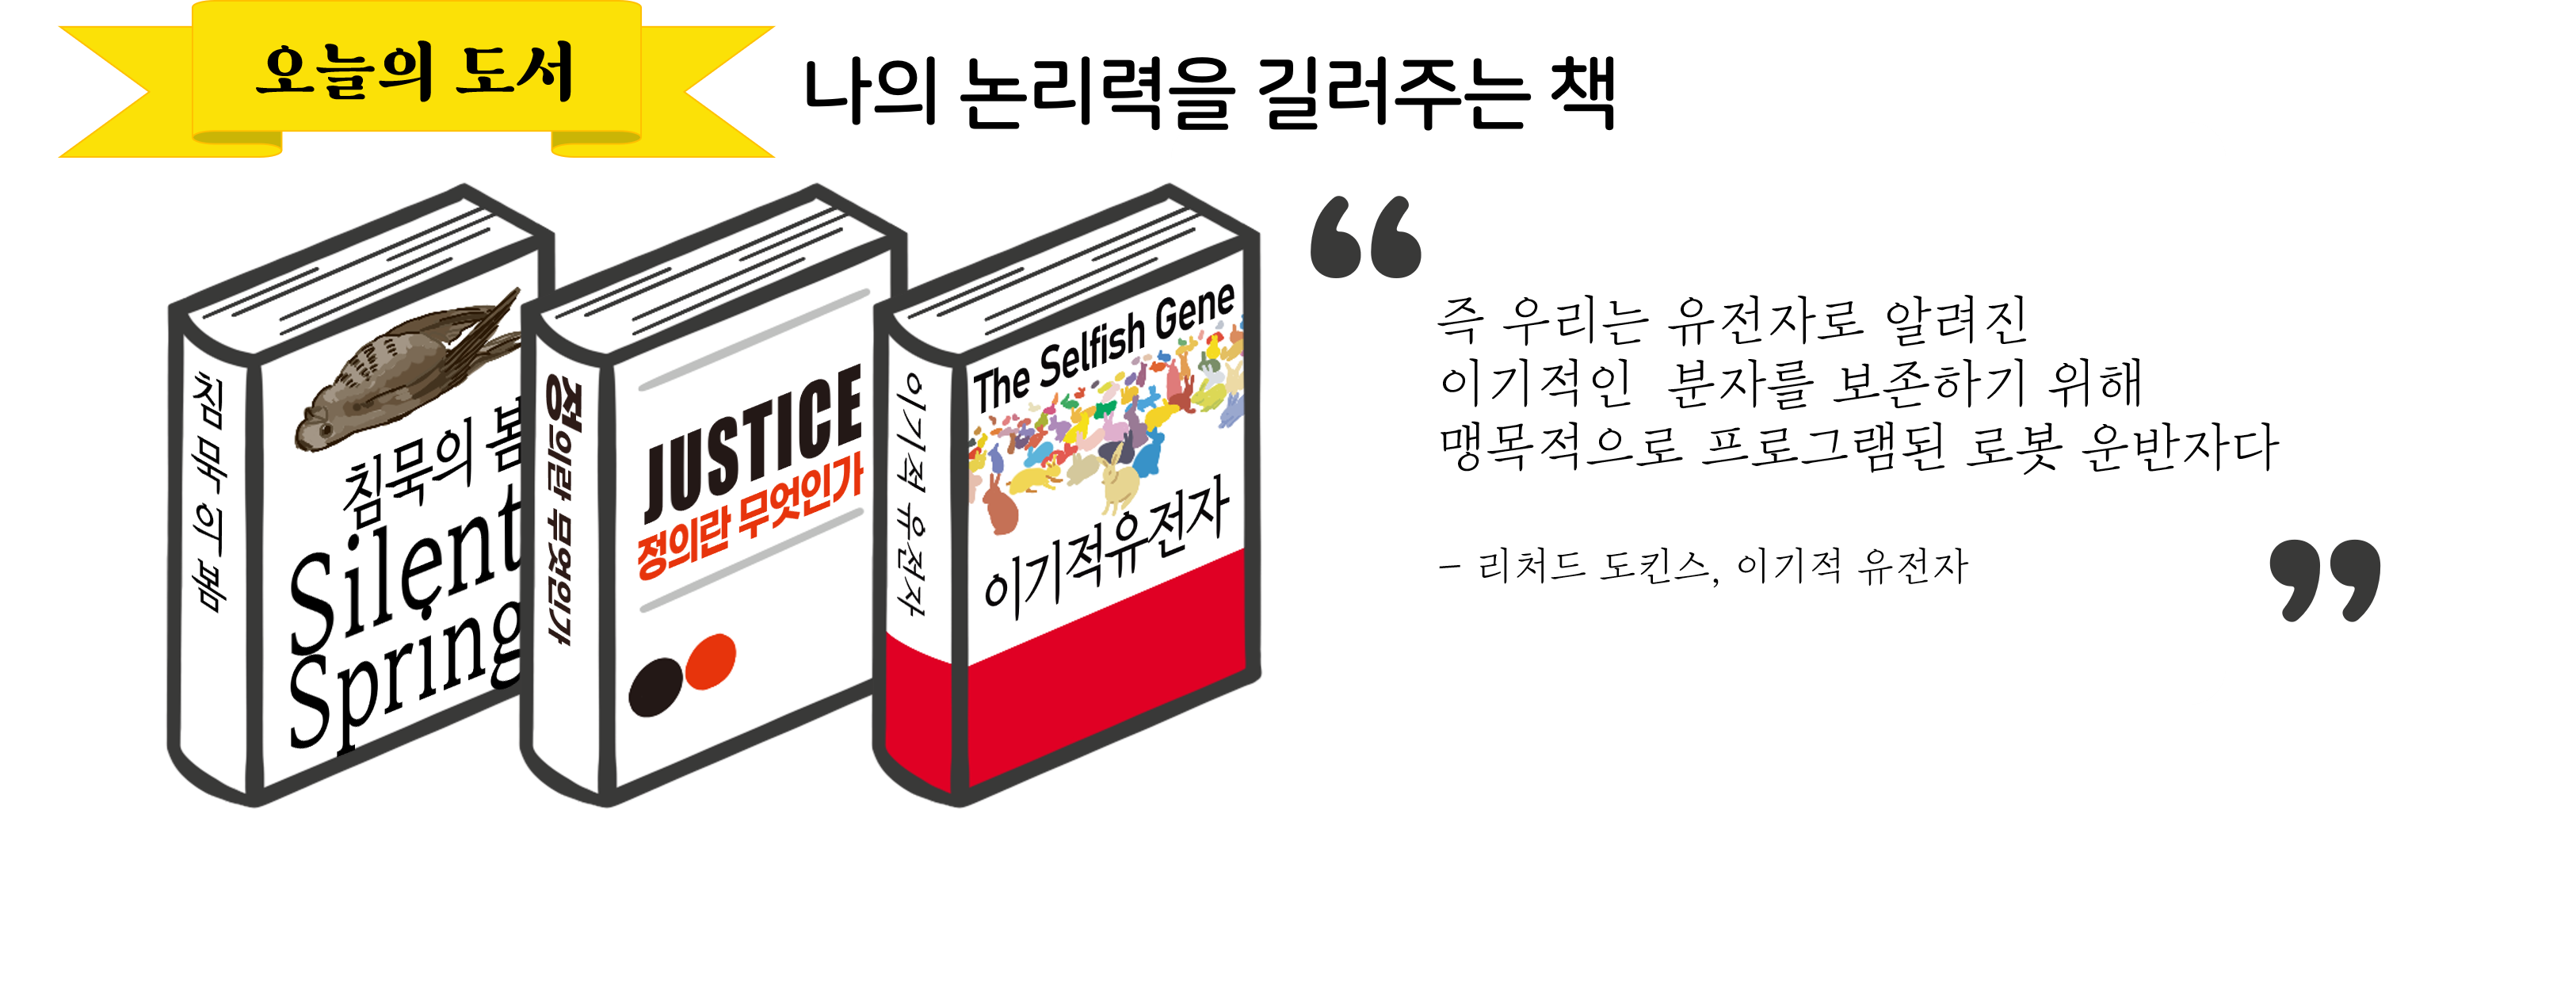 오늘의 도서
나의 논리력을 길러주는 책
침묵의 봄
침묵의 봄
Silent
Spring
정의란 무엇인가
JUSTICE
정의란 무엇인가
이기적 유전자
The Selfish Gene
이기적유전자
“
즉 우리는 유전자로 알려진
이기적인 분자를 보존하기 위해
맹목적으로 프로그램된 로봇 운반자다
- 리처드 도킨스, 이기적 유전자
”